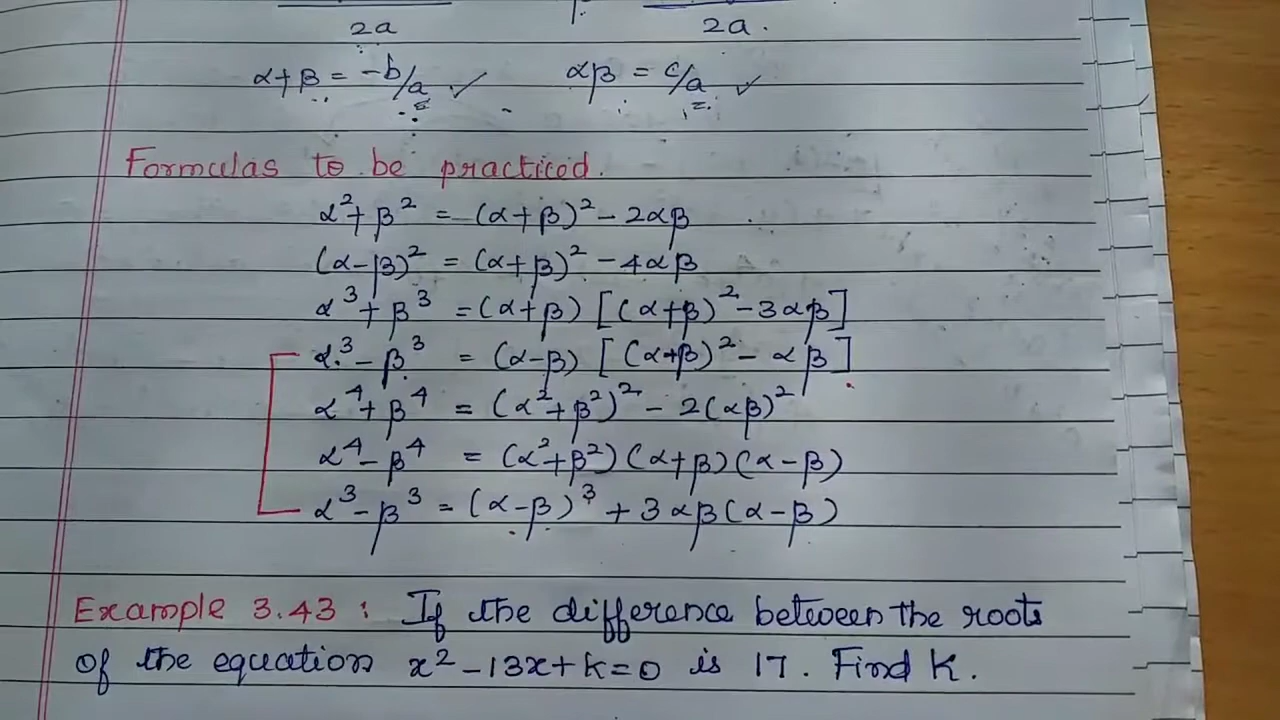 2a 2a.
α+β = -b/a ✓ αβ = c/a ✓
Formulas to be practiced.
α² + β² = (α+β)² - 2αβ
(α-β)² = (α+β)² - 4αβ
α³ + β³ = (α+β) [(α+β)² - 3αβ]
α³ - β³ = (α-β) [(α+β)² - αβ]
α⁴ + β⁴ = (α²+β²)² - 2(αβ)²
α⁴ - β⁴ = (α²+β²)(α+β)(α-β)
α³ - β³ = (α-β)³ + 3αβ(α-β)
Example 3.43 : If the difference between the roots
of the equation x² - 13x + k = 0 is 17. Find K.